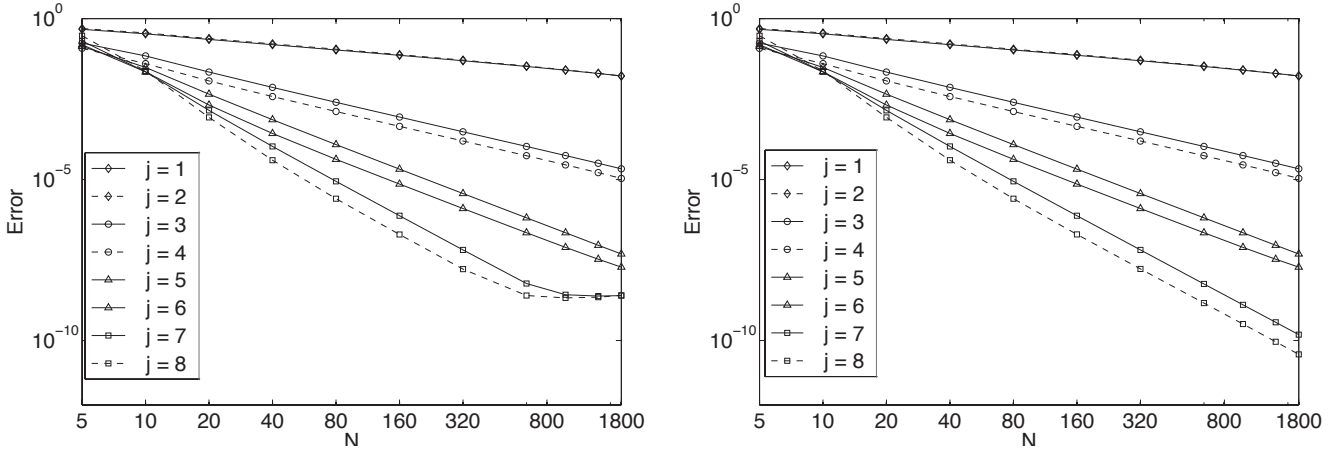 10^0
10^-5
10^-10
Error
j = 1
j = 2
j = 3
j = 4
j = 5
j = 6
j = 7
j = 8
5 10 20 40 80 160 320 800 1800
N
10^0
10^-5
10^-10
Error
j = 1
j = 2
j = 3
j = 4
j = 5
j = 6
j = 7
j = 8
5 10 20 40 80 160 320 800 1800
N